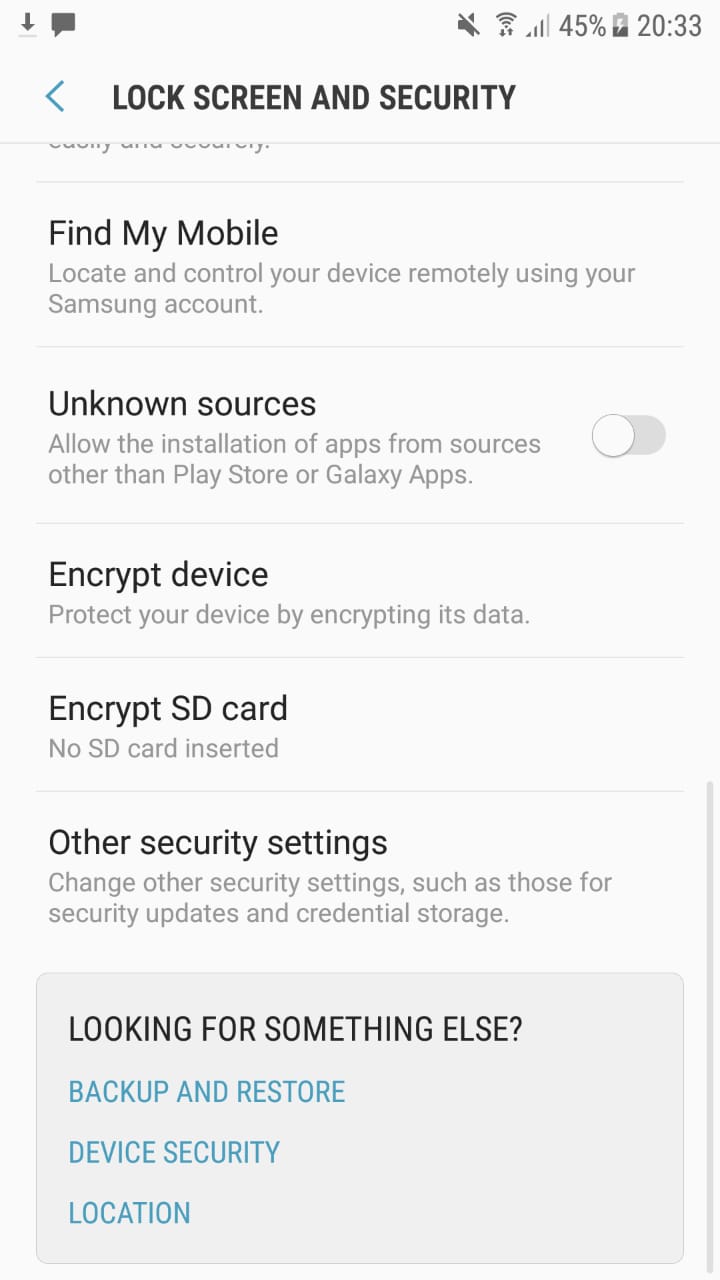 45% 20:33
LOCK SCREEN AND SECURITY
easily and securely.
Find My Mobile
Locate and control your device remotely using your
Samsung account.
Unknown sources
Allow the installation of apps from sources
other than Play Store or Galaxy Apps.
Encrypt device
Protect your device by encrypting its data.
Encrypt SD card
No SD card inserted
Other security settings
Change other security settings, such as those for
security updates and credential storage.
LOOKING FOR SOMETHING ELSE?
BACKUP AND RESTORE
DEVICE SECURITY
LOCATION